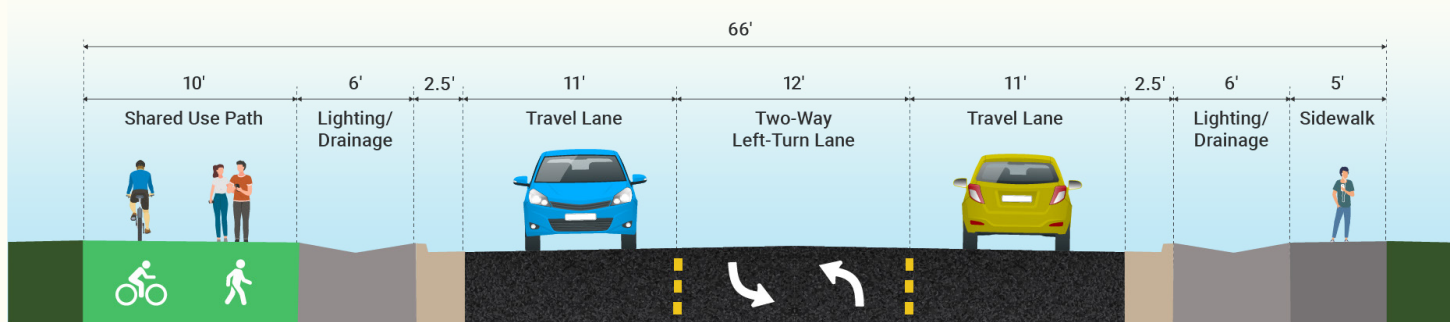 66'
10' 6' 2.5' 11' 12' 11' 2.5' 6' 5'
Shared Use Path Lighting/ Travel Lane Two-Way Travel Lane Lighting/ Sidewalk
Drainage Left-Turn Lane Drainage